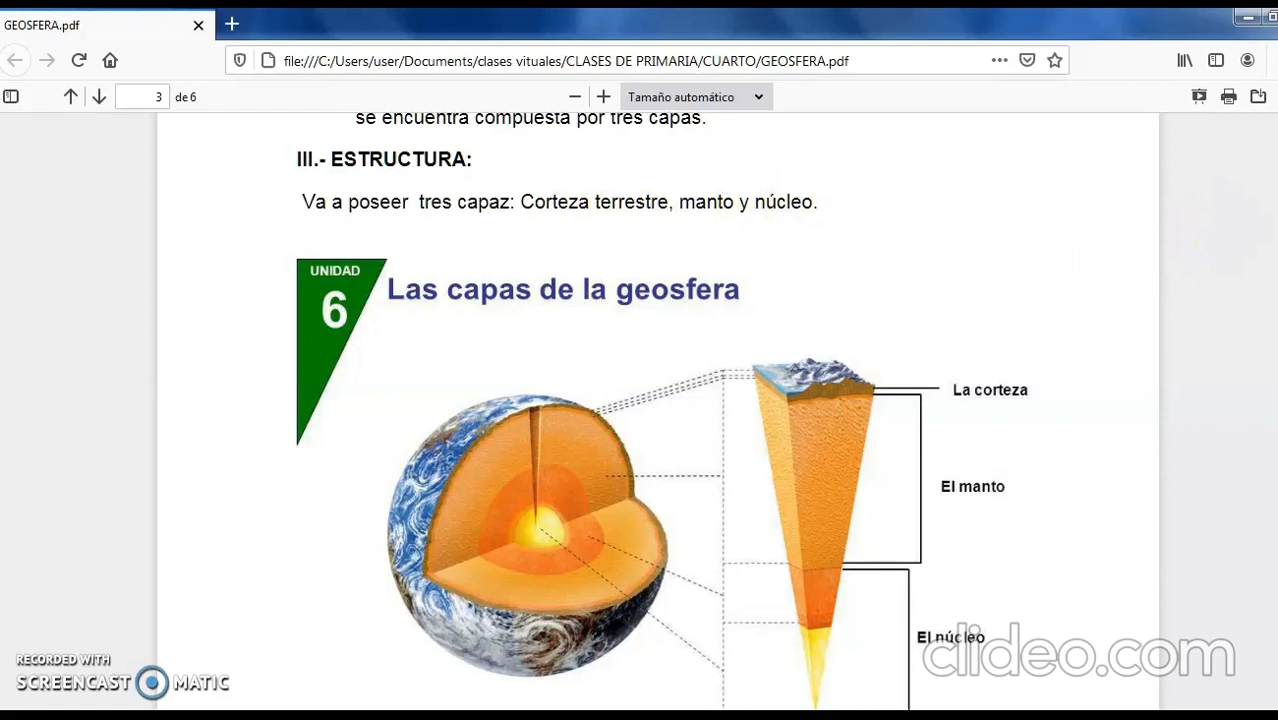 GEOSFERA.pdf
file:///C:/Users/user/Documents/clases vituales/CLASES DE PRIMARIA/CUARTO/GEOSFERA.pdf
3 de 6
Tamaño automático
se encuentra compuesta por tres capas.
III.- ESTRUCTURA:
Va a poseer tres capaz: Corteza terrestre, manto y núcleo.
UNIDAD
6
Las capas de la geosfera
La corteza
El manto
El núcleo
clideo.com
RECORDED WITH
SCREENCAST MATIC